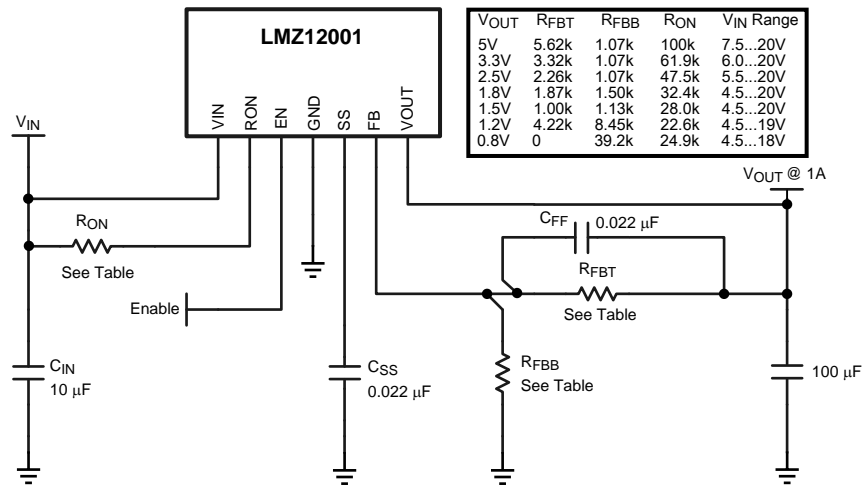 LMZ12001
VIN
RON
EN
GND
SS
FB
VOUT
VOUT RFBT RFBB RON VIN Range
5V 5.62k 1.07k 100k 7.5...20V
3.3V 3.32k 1.07k 61.9k 6.0...20V
2.5V 2.26k 1.07k 47.5k 5.5...20V
1.8V 1.87k 1.50k 32.4k 4.5...20V
1.5V 1.00k 1.13k 28.0k 4.5...20V
1.2V 4.22k 8.45k 22.6k 4.5...19V
0.8V 0 39.2k 24.9k 4.5...18V
VIN
VOUT @ 1A
RON
See Table
CFF 0.022 μF
RFBT
See Table
Enable
CIN
10 μF
CSS
0.022 μF
RFBB
See Table
100 μF